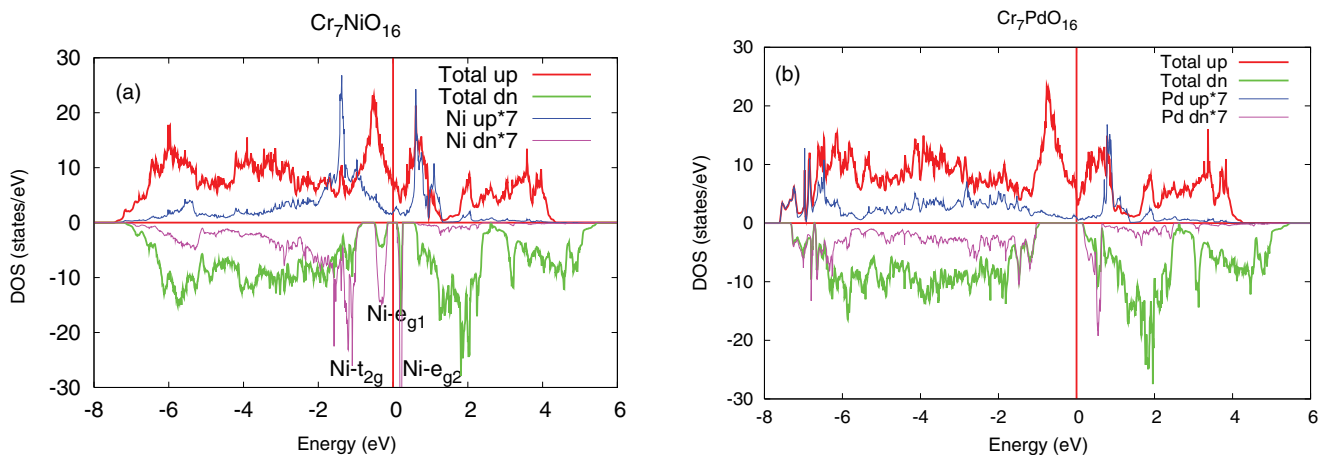 Cr₇NiO₁₆
(a)
Total up
Total dn
Ni up*7
Ni dn*7
30
20
10
0
-10
-20
-30
DOS (states/eV)
Ni-e_g1
Ni-t_2g
Ni-e_g2
-8 -6 -4 -2 0 2 4 6
Energy (eV)
Cr₇PdO₁₆
(b)
Total up
Total dn
Pd up*7
Pd dn*7
30
20
10
0
-10
-20
-30
DOS (states/eV)
-8 -6 -4 -2 0 2 4 6
Energy (eV)